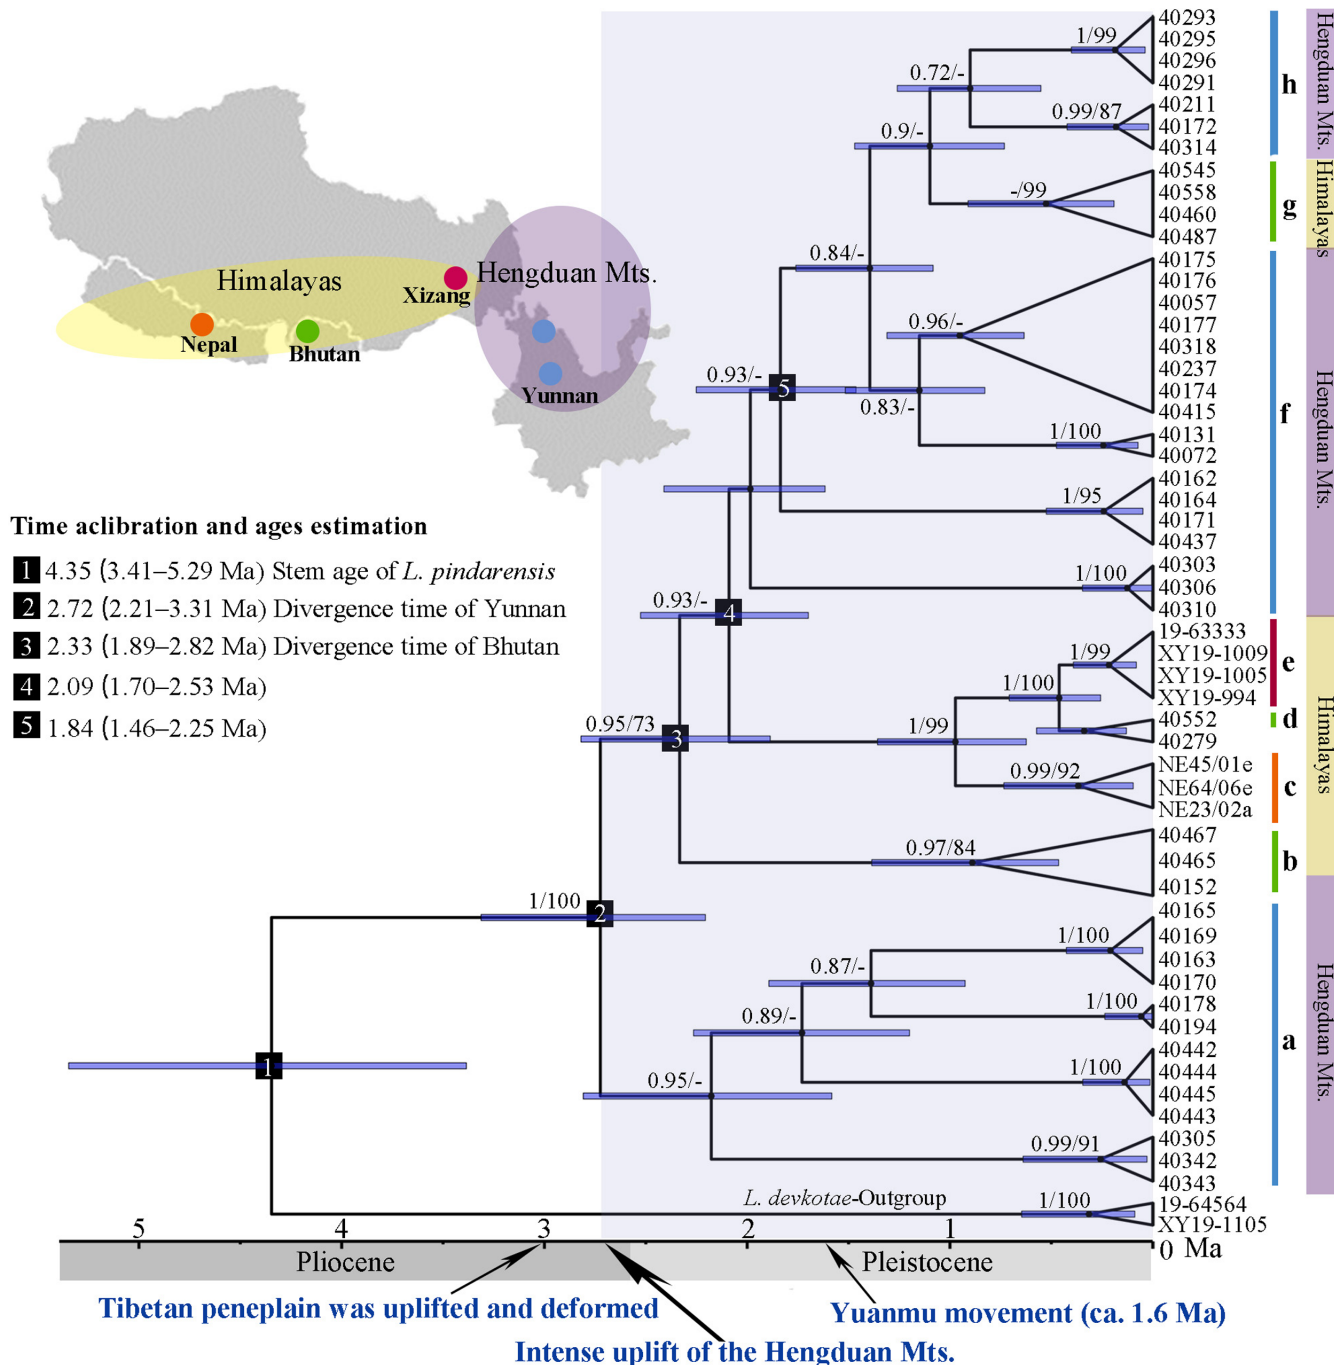 Himalayas
Hengduan Mts.
Xizang
Nepal
Bhutan
Yunnan
Time aclibration and ages estimation
1 4.35 (3.41–5.29 Ma) Stem age of L. pindarensis
2 2.72 (2.21–3.31 Ma) Divergence time of Yunnan
3 2.33 (1.89–2.82 Ma) Divergence time of Bhutan
4 2.09 (1.70–2.53 Ma)
5 1.84 (1.46–2.25 Ma)
1/99
0.72/-
0.99/87
0.9/-
-/99
0.84/-
0.96/-
0.93/-
5
0.83/-
1/100
1/95
1/100
0.93/-
4
1/99
1/100
0.95/73
3
1/99
0.99/92
0.97/84
1/100
2
1/100
0.87/-
1/100
0.89/-
1
1/100
0.95/-
0.99/91
L. devkotae-Outgroup
1/100
40293
40295
40296
40291
40211
40172
40314
40545
40558
40460
40487
40175
40176
40057
40177
40318
40237
40174
40415
40131
40072
40162
40164
40171
40437
40303
40306
40310
19-63333
XY19-1009
XY19-1005
XY19-994
40552
40279
NE45/01e
NE64/06e
NE23/02a
40467
40465
40152
40165
40169
40163
40170
40178
40194
40442
40444
40445
40443
40305
40342
40343
19-64564
XY19-1105
h
g
f
e
d
c
b
a
Hengduan Mts.
Himalayas
Hengduan Mts.
Himalayas
Hengduan Mts.
5 4 3 2 1 0 Ma
Pliocene Pleistocene
Tibetan peneplain was uplifted and deformed
Yuanmu movement (ca. 1.6 Ma)
Intense uplift of the Hengduan Mts.